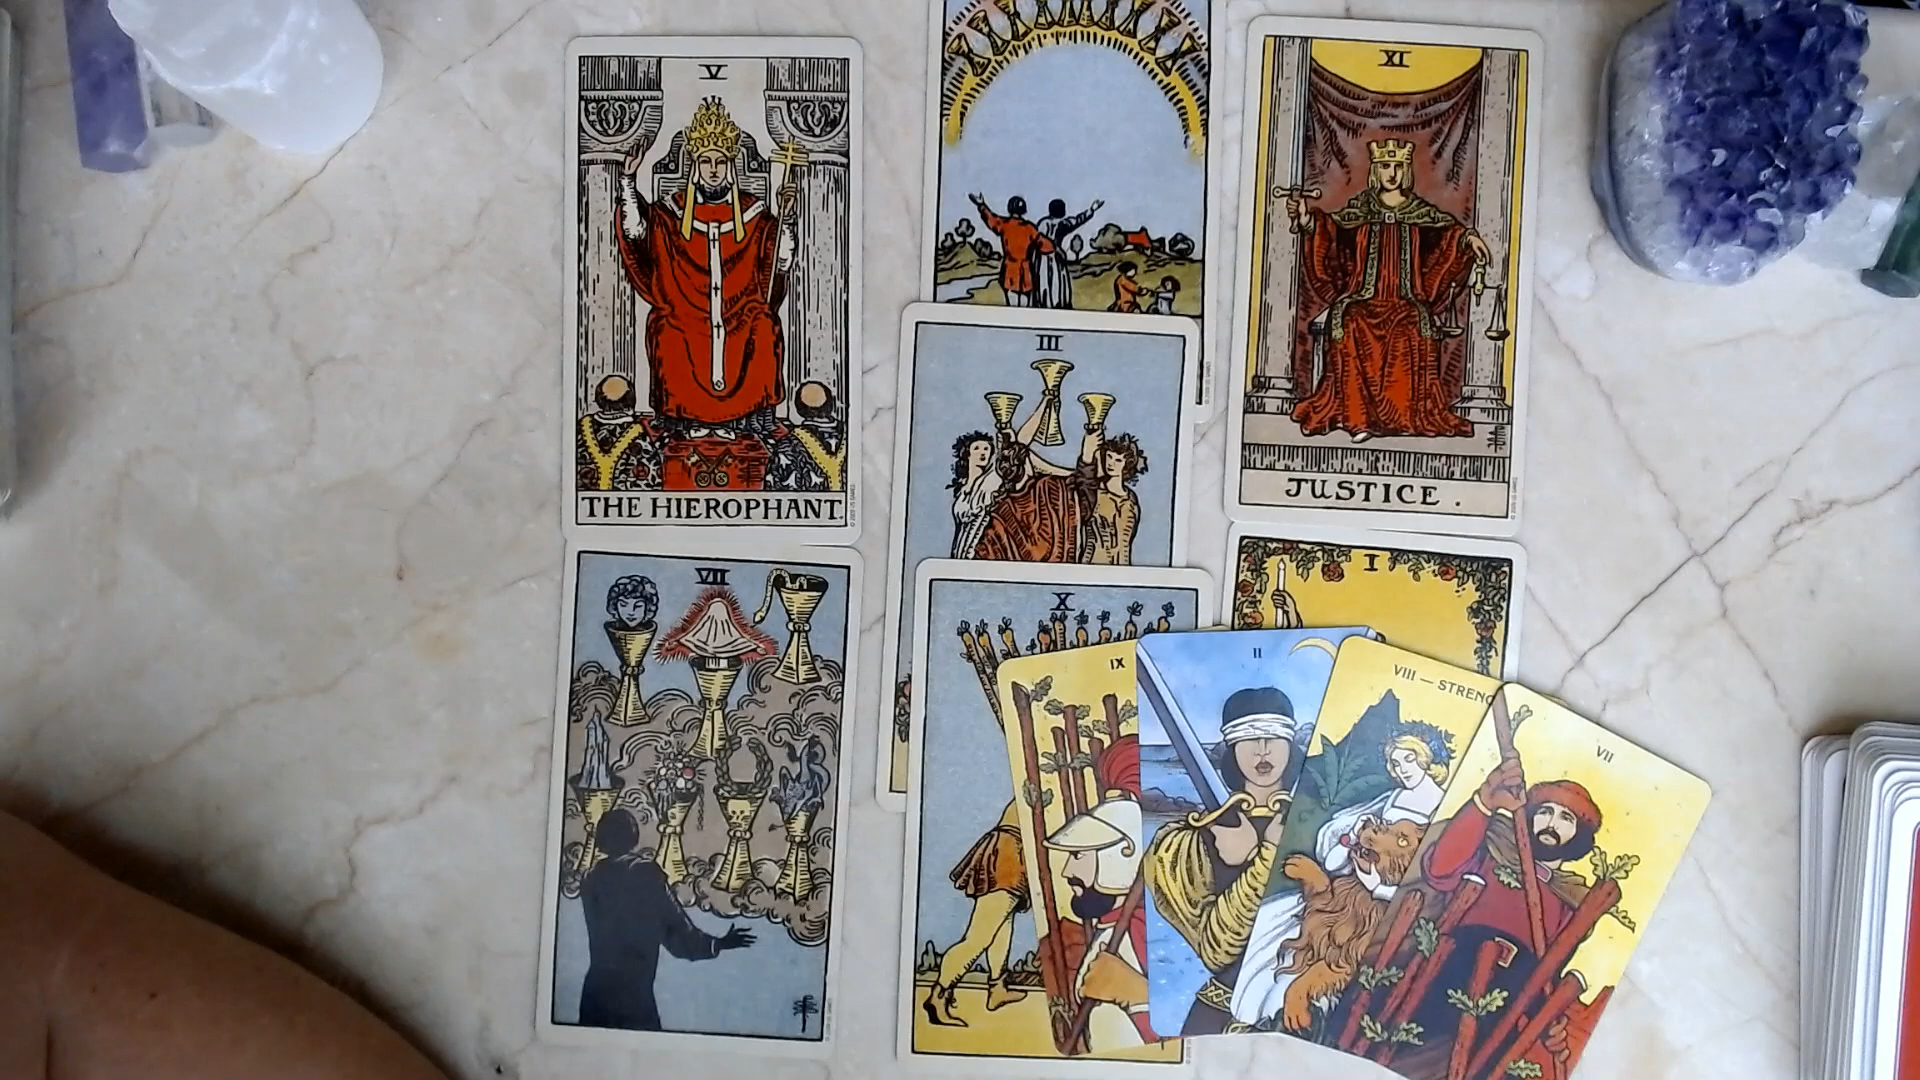 V
THE HIEROPHANT.
XI
JUSTICE .
III
VII
X
I
IX
II
VIII — STRENG
VII